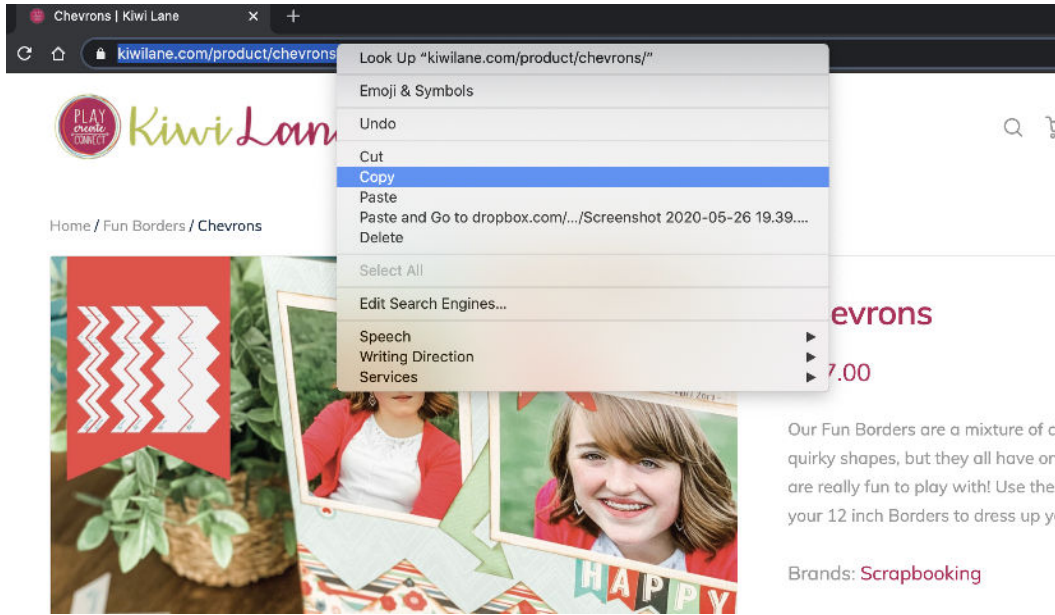 Chevrons | Kiwi Lane
kiwilane.com/product/chevrons
Look Up “kiwilane.com/product/chevrons/”
Emoji & Symbols
Undo
Cut
Copy
Paste
Paste and Go to dropbox.com/.../Screenshot 2020-05-26 19.39....
Delete
Select All
Edit Search Engines...
Speech
Writing Direction
Services
PLAY
create
CONNECT
Kiwi Lan
Home / Fun Borders / Chevrons
evrons
7.00
Our Fun Borders are a mixture of
quirky shapes, but they all have
are really fun to play with! Use the
your 12 inch Borders to dress up
Brands: Scrapbooking
HAPPY